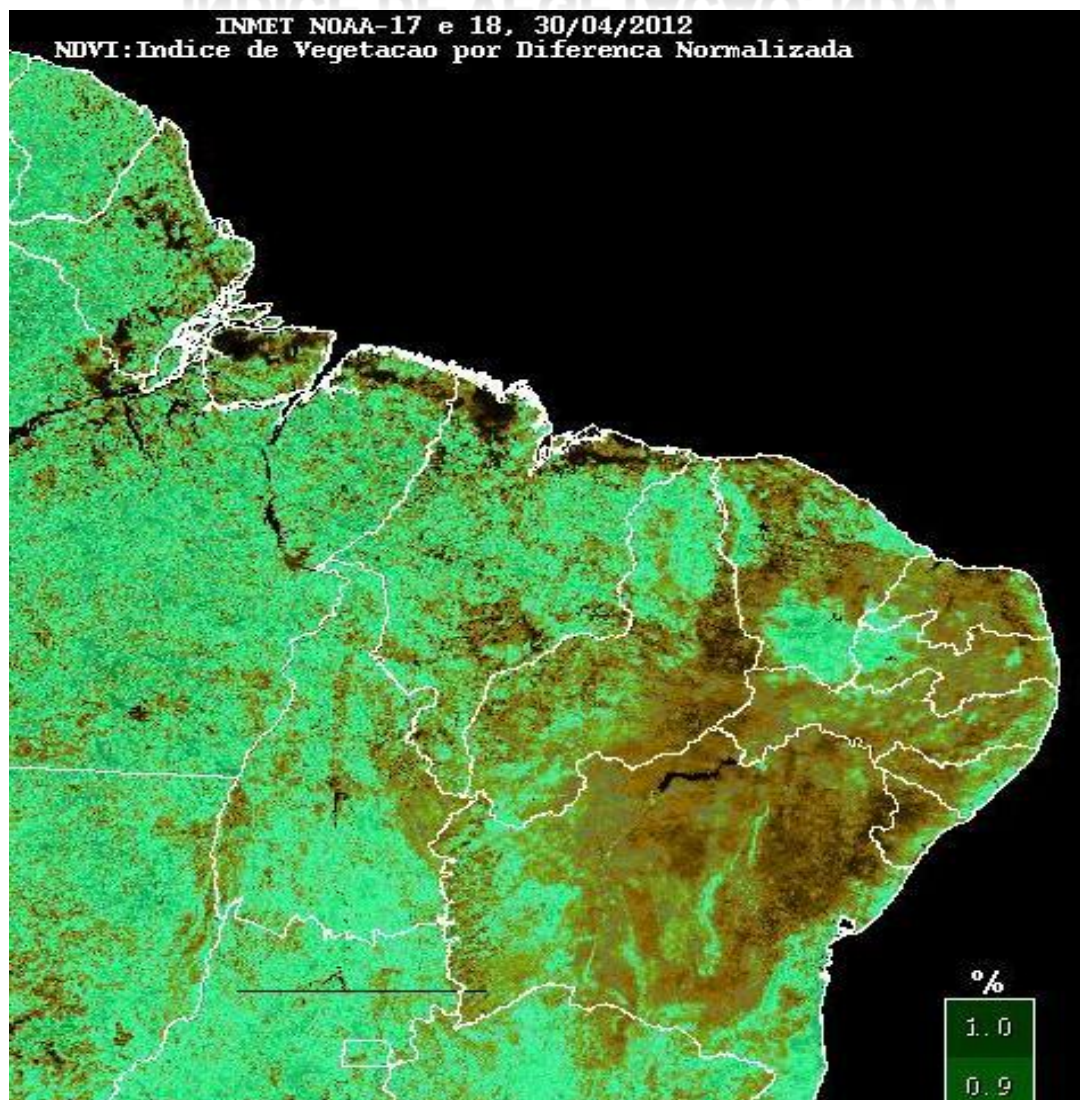 INMET NOAA-17 e 18, 30/04/2012
NDVI:Indice de Vegetacao por Diferenca Normalizada
%
1.0
0.9